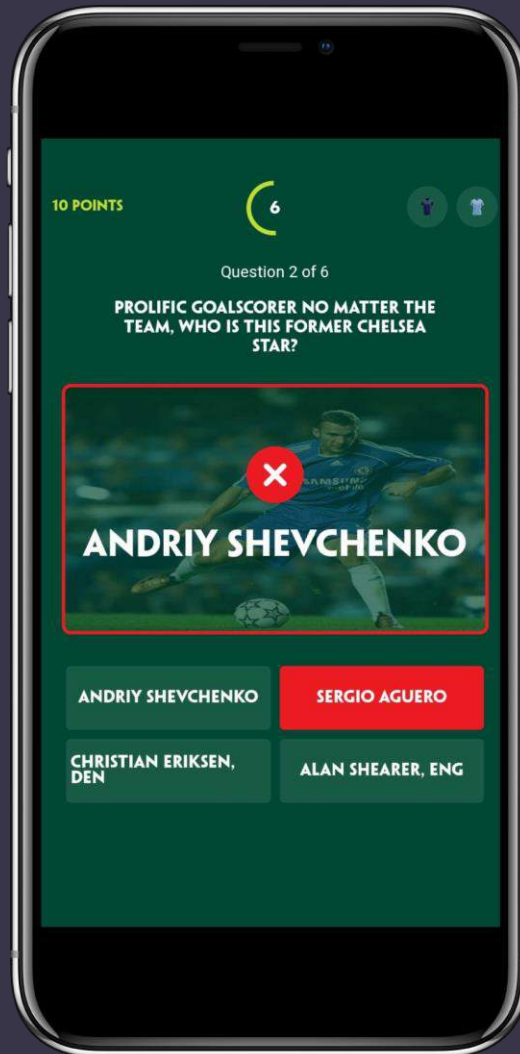 10 POINTS
6
Question 2 of 6
PROLIFIC GOALSCORER NO MATTER THE
TEAM, WHO IS THIS FORMER CHELSEA
STAR?
SAMSUNG
ANDRIY SHEVCHENKO
ANDRIY SHEVCHENKO
SERGIO AGUERO
CHRISTIAN ERIKSEN,
DEN
ALAN SHEARER, ENG